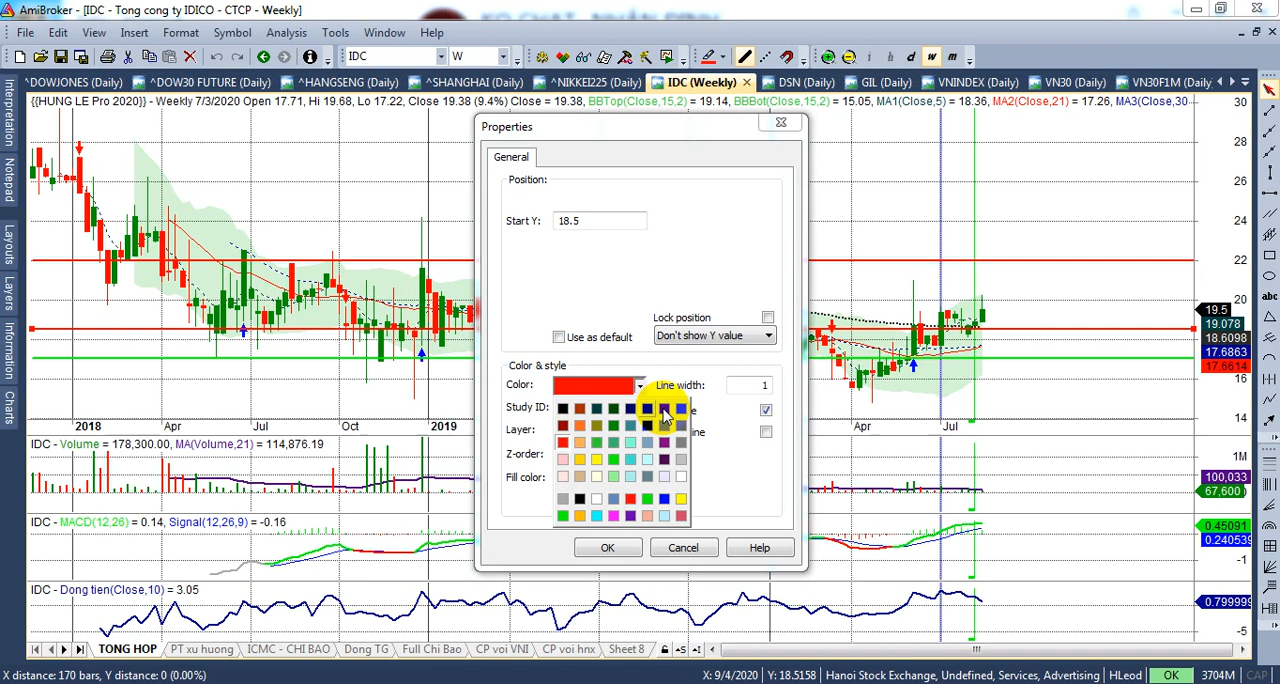 AmiBroker - [IDC - Tong cong ty IDICO - CTCP - Weekly]
File Edit View Insert Format Symbol Analysis Tools Window Help
IDC W i h d w m
^DOWJONES (Daily) ^DOW30 FUTURE (Daily) ^HANGSENG (Daily) ^SHANGHAI (Daily) ^NIKKEI225 (Daily) IDC (Weekly) DSN (Daily) GIL (Daily) VNINDEX (Daily) VN30 (Daily) VN30F1M (Daily)
{{HUNG LE Pro 2020}} - Weekly 7/3/2020 Open 17.71, Hi 19.68, Lo 17.22, Close 19.38 (9.4%) Close = 19.38, BBTop(Close,15,2) = 19.14, BBBot(Close,15,2) = 15.05, MA1(Close,5) = 18.36, MA2(Close,21) = 17.26, MA3(Close,30
Interpretation
Notepad
Layouts
Layers
Information
Charts
Properties
General
Position:
Start Y: 18.5
Lock position
Use as default Don't show Y value
Color & style
Color: Line width: 1
Study ID:
Layer:
Z-order:
Fill color:
OK Cancel Help
30
28
26
24
22
20
19.5
19.078
18.6098
17.6863
17.6614
16
14
2018 Apr Jul Oct 2019 Apr Jul
IDC - Volume = 178,300.00, MA(Volume,21) = 114,876.19
1M
100,033
67,600
IDC - MACD(12,26) = 0.14, Signal(12,26,9) = -0.16
0.45091
0.240539
-1
IDC - Dong tien(Close,10) = 3.05
0.799999
-5
TONG HOP PT xu huong ICMC - CHI BAO Dong TG Full Chi Bao CP voi VNI CP voi hnx Sheet 8
X distance: 170 bars, Y distance: 0 (0.00%) X: 9/4/2020 Y: 18.5158 Hanoi Stock Exchange, Undefined, Services, Advertising HLeod OK 3704M CAP